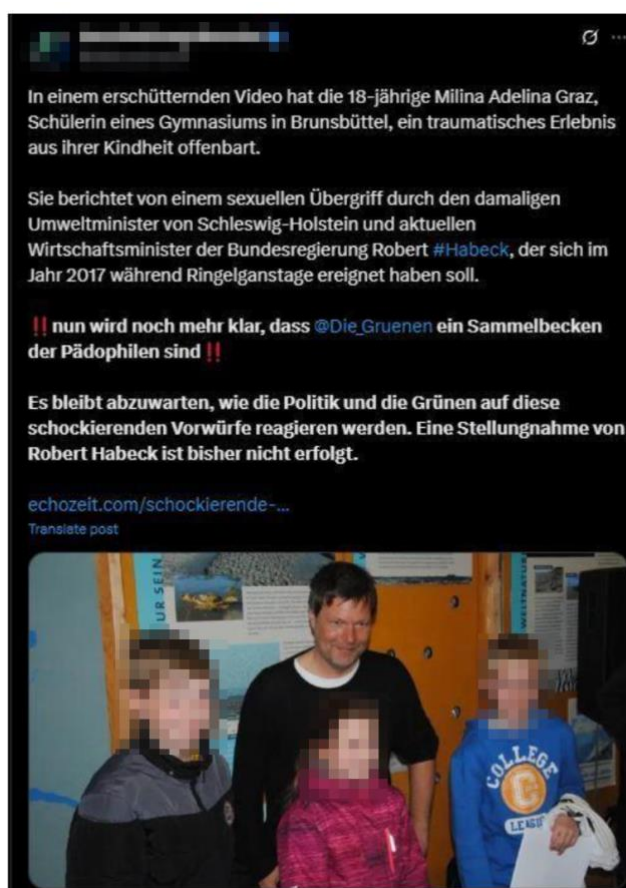 In einem erschütternden Video hat die 18-jährige Milina Adelina Graz,
Schülerin eines Gymnasiums in Brunsbüttel, ein traumatisches Erlebnis
aus ihrer Kindheit offenbart.
Sie berichtet von einem sexuellen Übergriff durch den damaligen
Umweltminister von Schleswig-Holstein und aktuellen
Wirtschaftsminister der Bundesregierung Robert #Habeck, der sich im
Jahr 2017 während Ringelganstage ereignet haben soll.
‼️ nun wird noch mehr klar, dass @Die_Gruenen ein Sammelbecken
der Pädophilen sind ‼️
Es bleibt abzuwarten, wie die Politik und die Grünen auf diese
schockierenden Vorwürfe reagieren werden. Eine Stellungnahme von
Robert Habeck ist bisher nicht erfolgt.
echozeit.com/schockierende-...
Translate post
UR SEIN
WELTNATUR
COLLEGE
C
LEAGUE